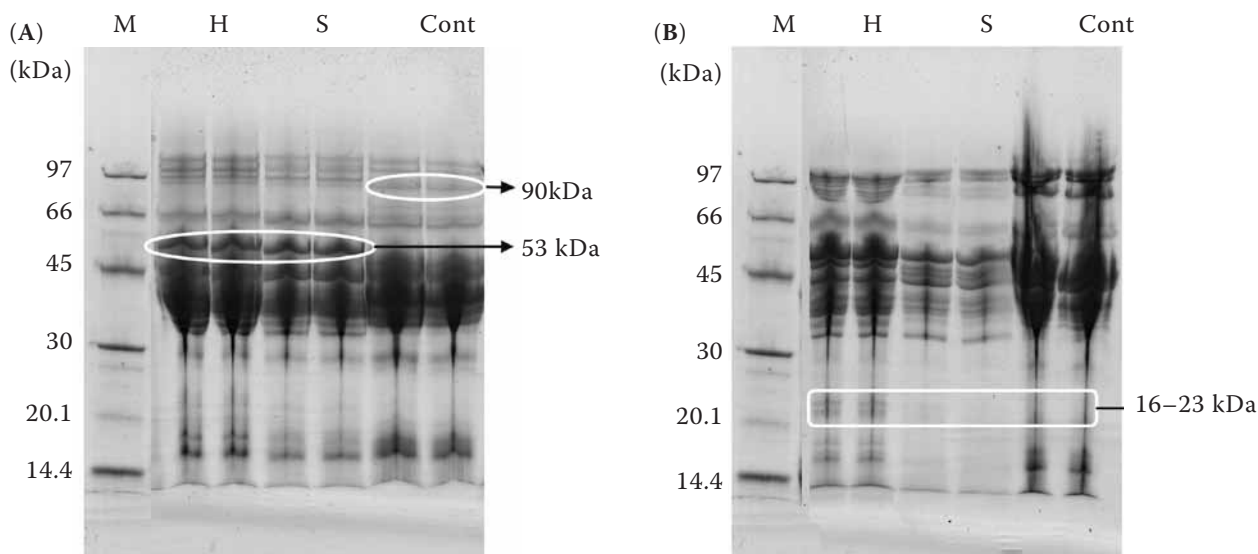 (A) M H S Cont
(kDa)
97
66
45
30
20.1
14.4
90kDa
53 kDa
(B) M H S Cont
(kDa)
97
66
45
30
20.1
14.4
16–23 kDa